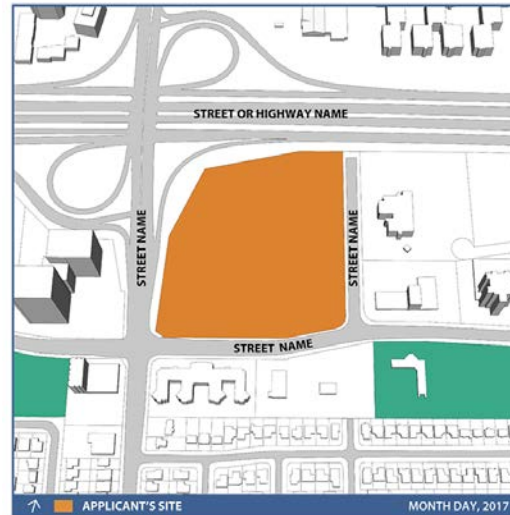 STREET OR HIGHWAY NAME
STREET NAME
STREET NAME
STREET NAME
APPLICANT'S SITE
MONTH DAY, 2017